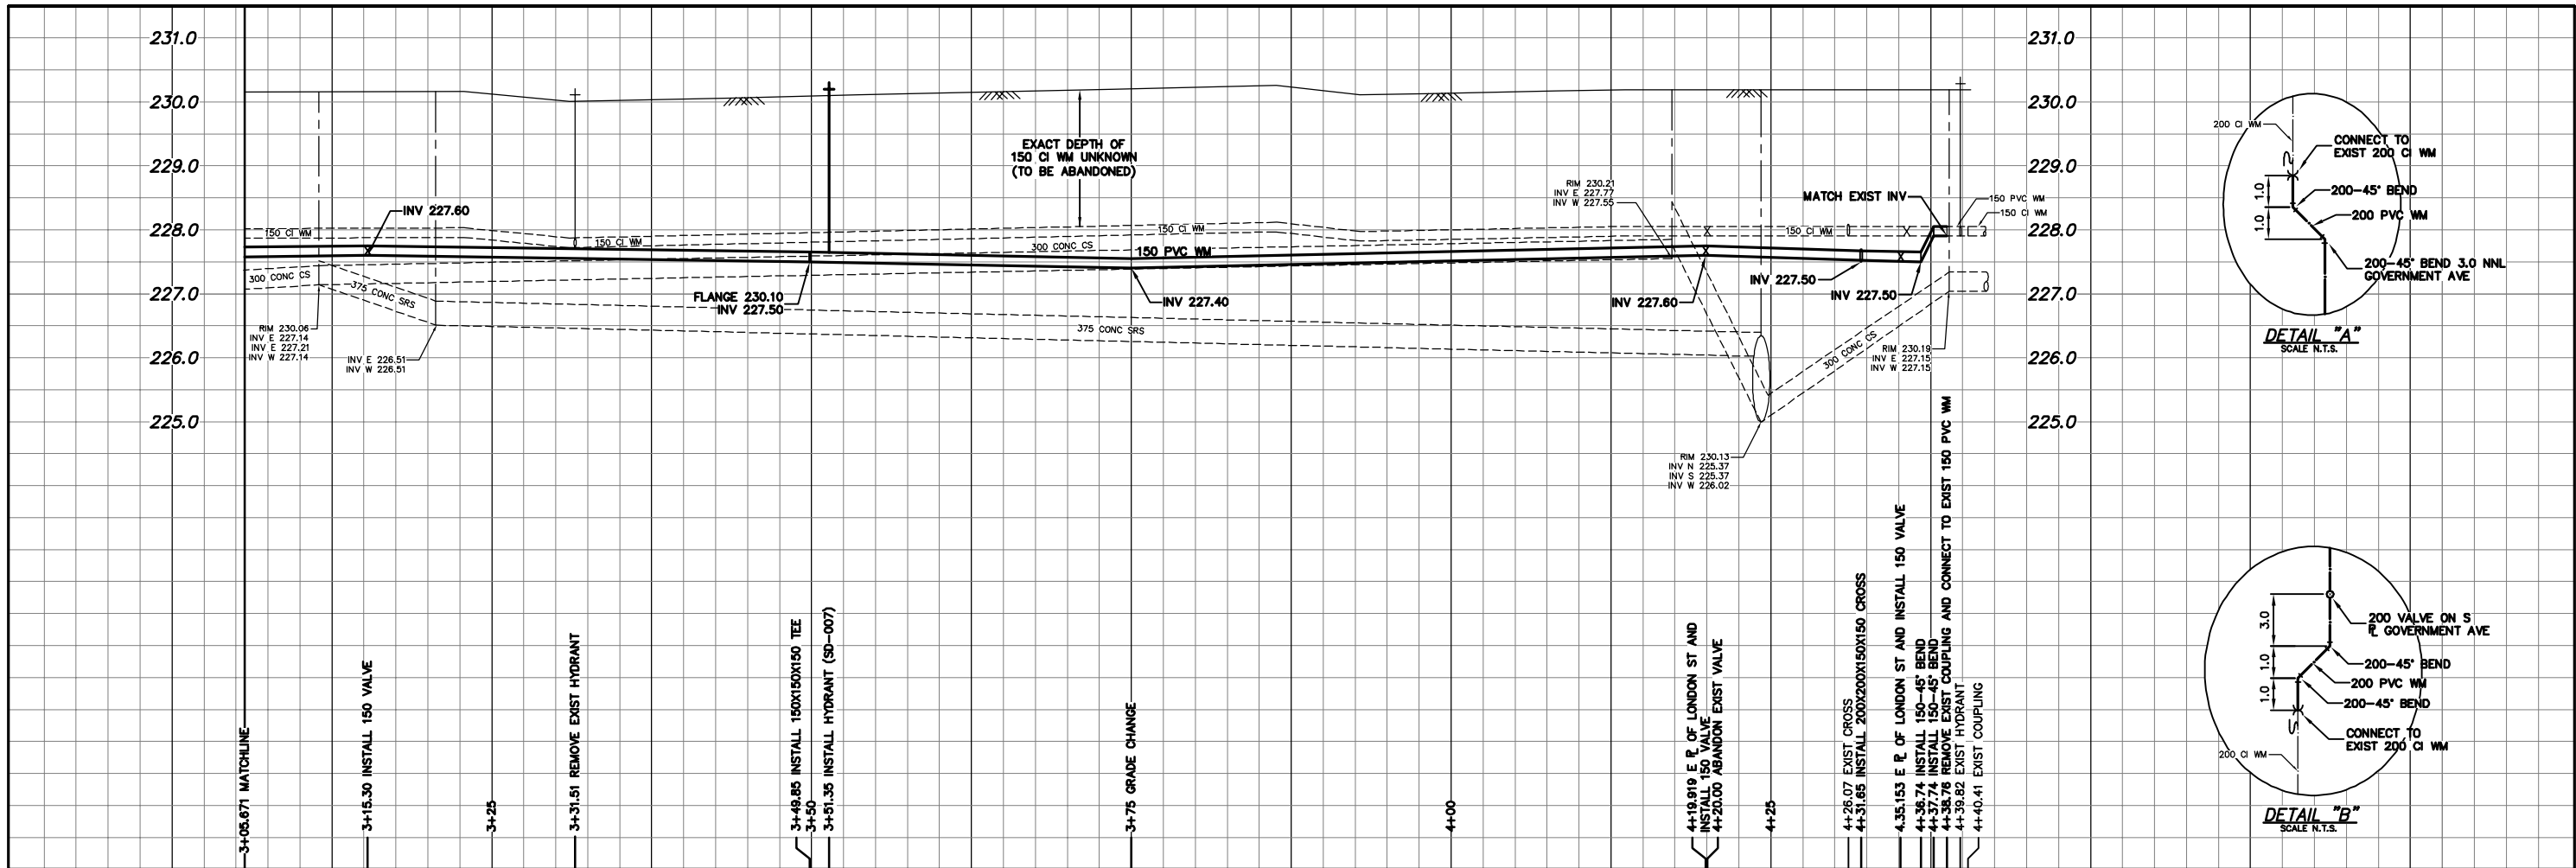 231.0
230.0
229.0
228.0
227.0
226.0
225.0
231.0
230.0
229.0
228.0
227.0
226.0
225.0
INV 227.60
150 CI WM
300 CONC CS
375 CONC SRS
RIM 230.06
INV E 227.14
INV E 227.21
INV W 227.14
INV E 226.51
INV W 226.51
150 CI WM
FLANGE 230.10
INV 227.50
EXACT DEPTH OF
150 CI WM UNKNOWN
(TO BE ABANDONED)
300 CONC CS
150 CI WM
150 PVC WM
INV 227.40
375 CONC SRS
RIM 230.21
INV E 227.77
INV W 227.55
INV 227.60
RIM 230.13
INV N 225.37
INV S 225.37
INV W 226.02
MATCH EXIST INV
150 PVC WM
150 CI WM
150 CI WM
INV 227.50
INV 227.50
300 CONC CS
RIM 230.19
INV E 227.15
INV W 227.15
3+05.671 MATCHLINE
3+15.30 INSTALL 150 VALVE
3+25
3+31.51 REMOVE EXIST HYDRANT
3+49.85 INSTALL 150X150X150 TEE
3+50
3+51.35 INSTALL HYDRANT (SD-007)
3+75 GRADE CHANGE
4+00
4+19.919 E ⅊ OF LONDON ST AND
INSTALL 150 VALVE
4+20.00 ABANDON EXIST VALVE
4+25
4+26.07 EXIST CROSS
4+31.65 INSTALL 200X200X150X150 CROSS
4.35.153 E ⅊ OF LONDON ST AND INSTALL 150 VALVE
4+36.74 INSTALL 150-45° BEND
4+37.74 INSTALL 150-45° BEND
4+38.76 REMOVE EXIST COUPLING AND CONNECT TO EXIST 150 PVC WM
4+39.82 EXIST HYDRANT
4+40.41 EXIST COUPLING
200 CI WM
CONNECT TO
EXIST 200 CI WM
1.0
200-45° BEND
1.0
200 PVC WM
200-45° BEND 3.0 NNL
GOVERNMENT AVE
DETAIL "A"
SCALE N.T.S.
3.0
200 VALVE ON S
⅊ GOVERNMENT AVE
1.0
200-45° BEND
200 PVC WM
1.0
200-45° BEND
CONNECT TO
EXIST 200 CI WM
200 CI WM
DETAIL "B"
SCALE N.T.S.